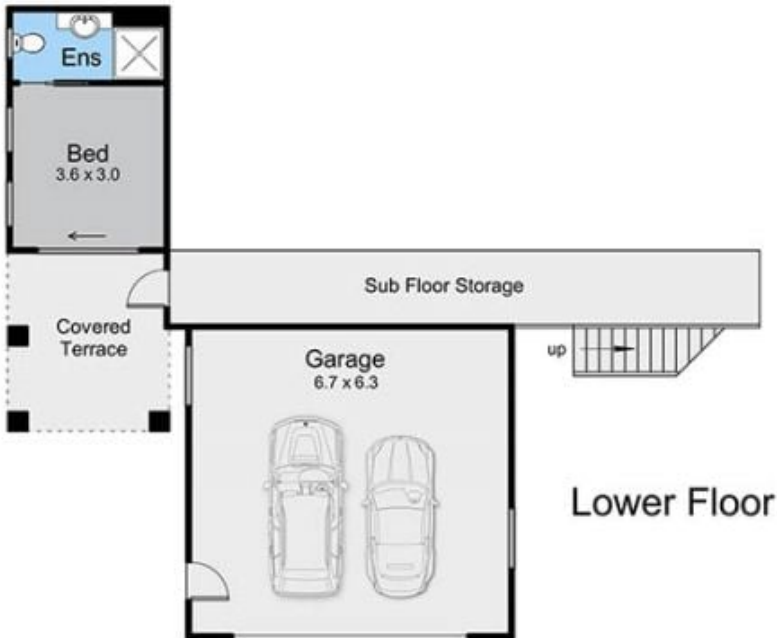 Ens
Bed
3.6 x 3.0
Sub Floor Storage
Covered
Terrace
Garage
6.7 x 6.3
up
Lower Floor